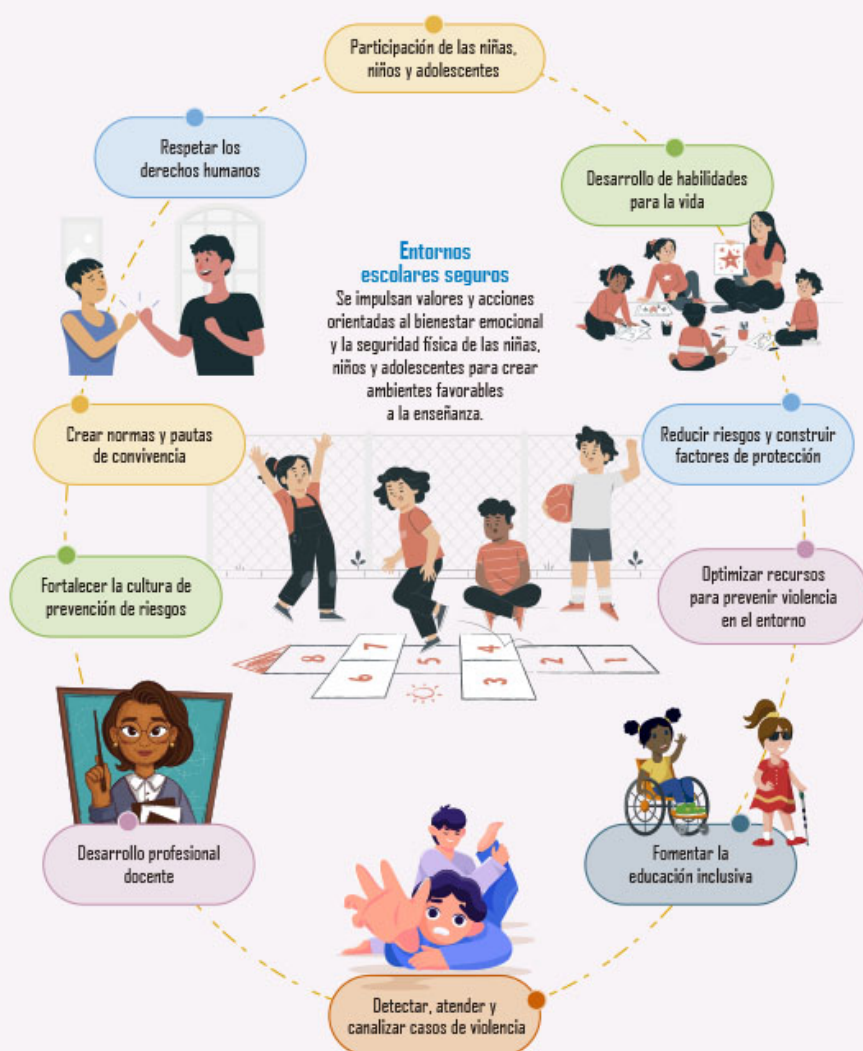 Participación de las niñas,
niños y adolescentes
Respetar los
derechos humanos
Desarrollo de habilidades
para la vida
Entornos
escolares seguros
Se impulsan valores y acciones
orientadas al bienestar emocional
y la seguridad física de las niñas,
niños y adolescentes para crear
ambientes favorables
a la enseñanza.
Crear normas y pautas
de convivencia
Reducir riesgos y construir
factores de protección
Fortalecer la cultura de
prevención de riesgos
Optimizar recursos
para prevenir violencia
en el entorno
8 7 6 5 4 3 2 1
Desarrollo profesional
docente
Fomentar la
educación inclusiva
Detectar, atender y
canalizar casos de violencia